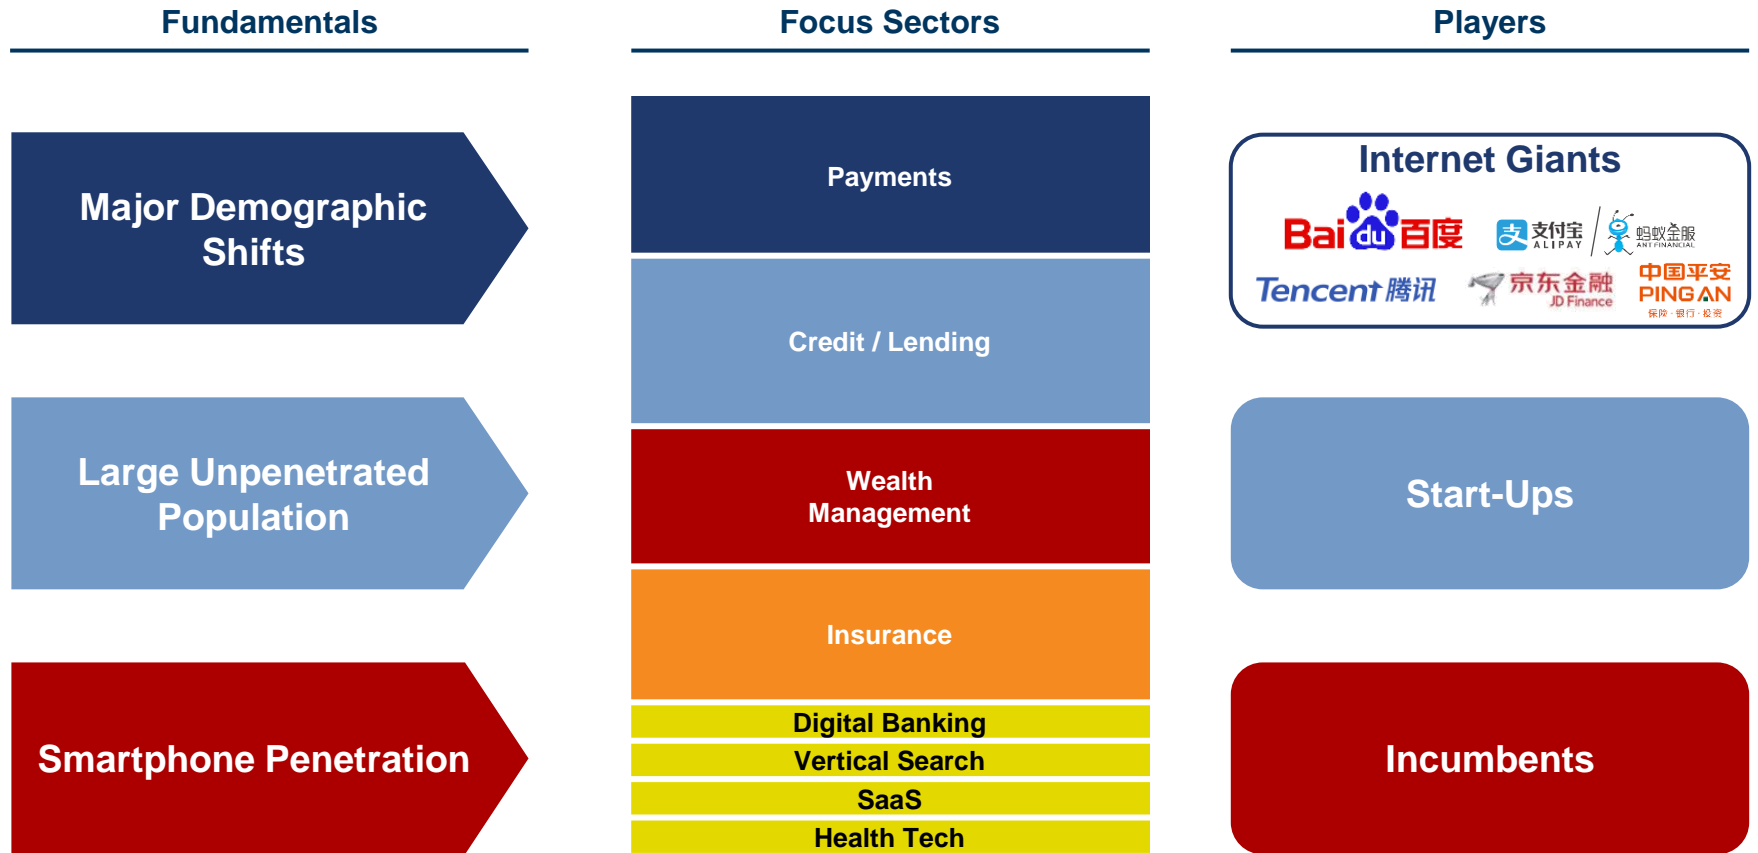 Fundamentals
Major Demographic
Shifts
Large Unpenetrated
Population
Smartphone Penetration
Focus Sectors
Payments
Credit / Lending
Wealth
Management
Insurance
Digital Banking
Vertical Search
SaaS
Health Tech
Players
Internet Giants
Bai du 百度
支 支付宝
ALIPAY
蚂蚁金服
ANT FINANCIAL
Tencent 腾讯
京东金融
JD Finance
中国平安
PING AN
保险·银行·投资
Start-Ups
Incumbents